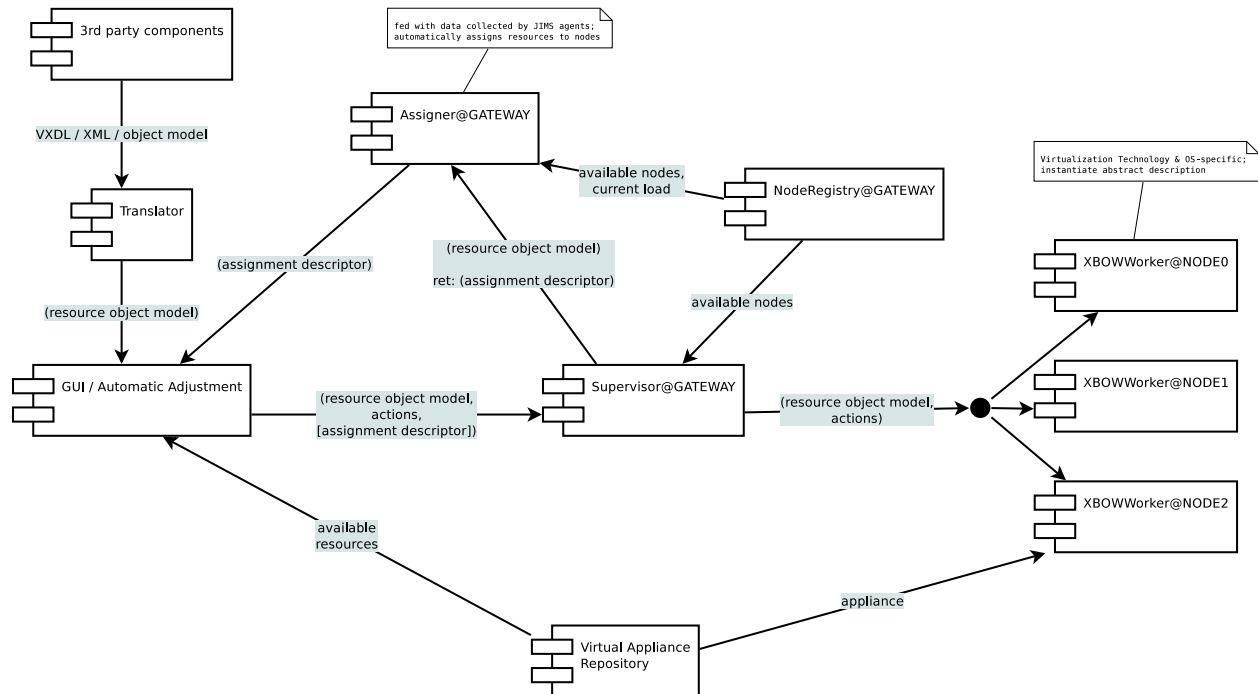 3rd party components
fed with data collected by JIMS agents;
automatically assigns resources to nodes
Assigner@GATEWAY
VXDL / XML / object model
available nodes,
current load
Virtualization Technology & OS-specific;
instantiate abstract description
NodeRegistry@GATEWAY
Translator
(resource object model)
ret: (assignment descriptor)
(assignment descriptor)
XBOWWorker@NODE0
available nodes
(resource object model)
GUI / Automatic Adjustment
Supervisor@GATEWAY
XBOWWorker@NODE1
(resource object model,
actions,
[assignment descriptor])
(resource object model,
actions)
XBOWWorker@NODE2
available
resources
appliance
Virtual Appliance
Repository